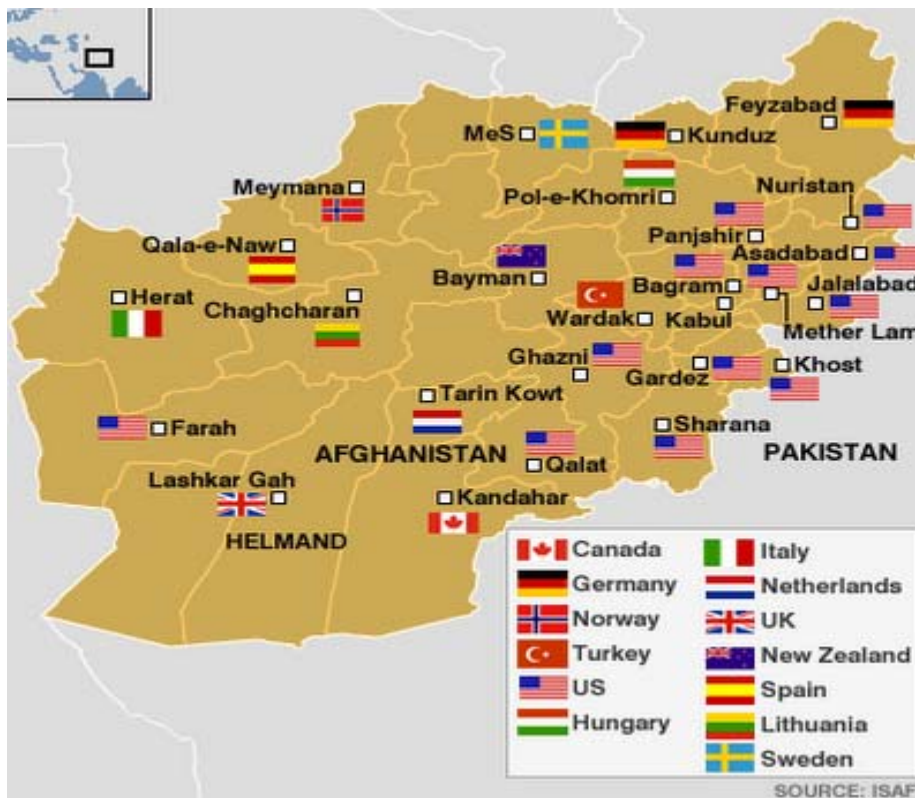 Feyzabad
MeS
Kunduz
Meymana
Pol-e-Khomri
Nuristan
Qala-e-Naw
Panjshir
Asadabad
Herat
Bayman
Bagram
Jalalabad
Chaghcharan
Wardak
Kabul
Mether Lam
Ghazni
Gardez
Khost
Tarin Kowt
Farah
Sharana
AFGHANISTAN
PAKISTAN
Qalat
Lashkar Gah
Kandahar
HELMAND
Canada
Germany
Norway
Turkey
US
Hungary
Italy
Netherlands
UK
New Zealand
Spain
Lithuania
Sweden
SOURCE: ISAF